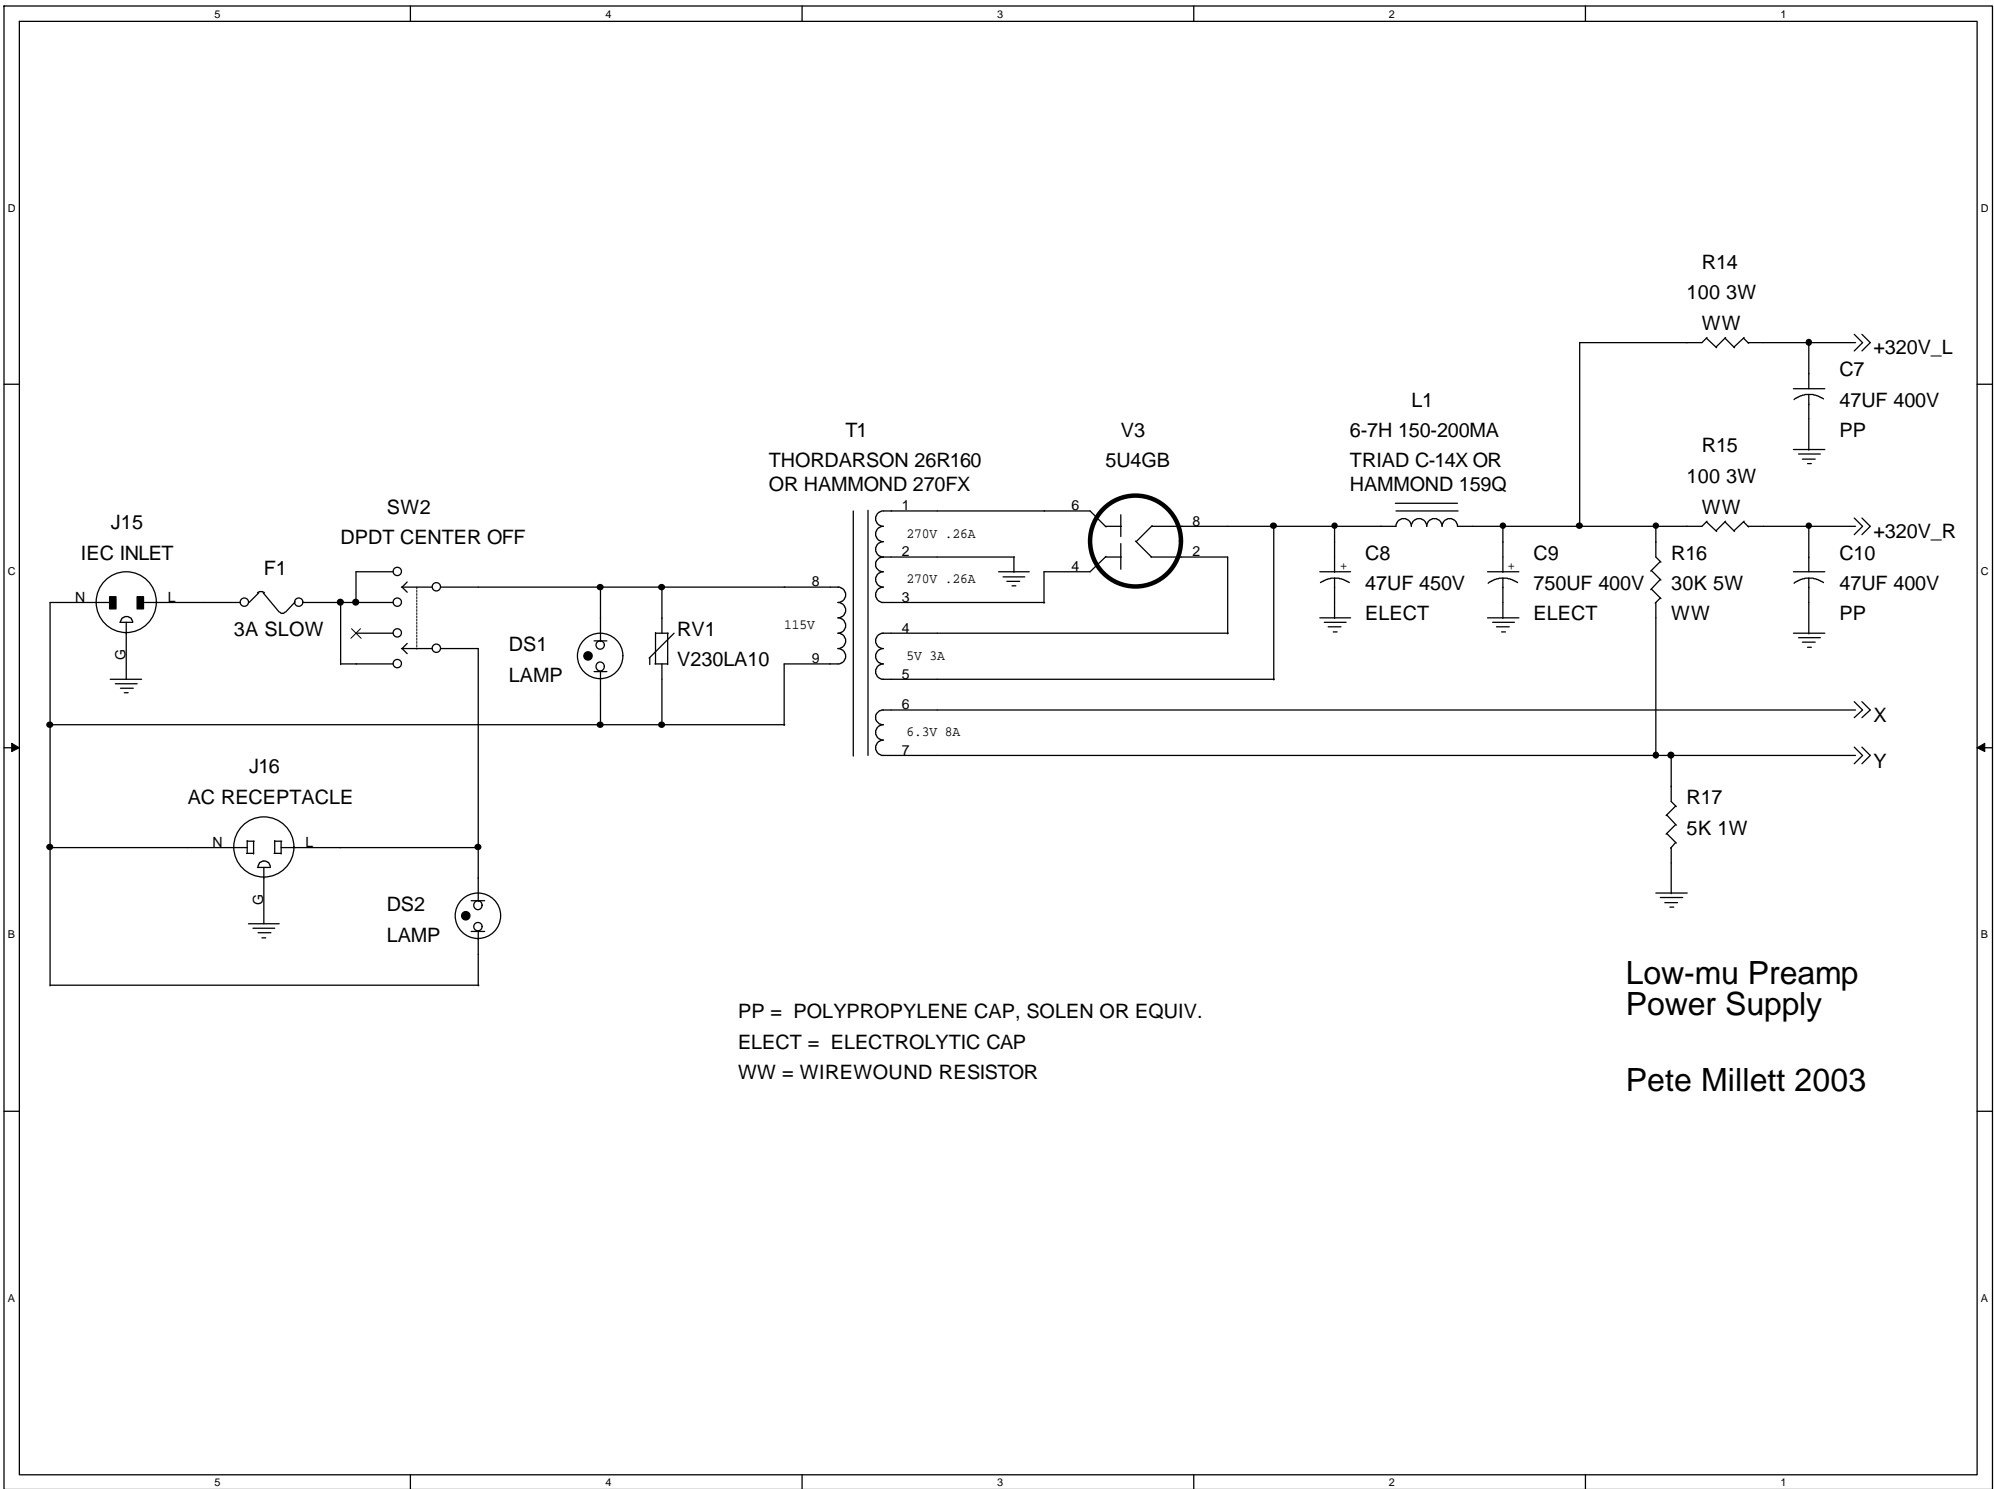 5 4 3 2 1
D D
C C
B B
A A
R14
100 3W
WW
+320V_L
C7
47UF 400V
PP
R15
100 3W
WW
+320V_R
C10
47UF 400V
PP
L1
6-7H 150-200MA
TRIAD C-14X OR
HAMMOND 159Q
C8
47UF 450V
ELECT
C9
750UF 400V
ELECT
R16
30K 5W
WW
V3
5U4GB
6
4
8
2
T1
THORDARSON 26R160
OR HAMMOND 270FX
1
270V .26A
2
270V .26A
3
4
5V 3A
5
6
6.3V 8A
7
8
115V
9
X
Y
R17
5K 1W
J15
IEC INLET
N L
G
F1
3A SLOW
SW2
DPDT CENTER OFF
DS1
LAMP
RV1
V230LA10
J16
AC RECEPTACLE
N L
G
DS2
LAMP
PP = POLYPROPYLENE CAP, SOLEN OR EQUIV.
ELECT = ELECTROLYTIC CAP
WW = WIREWOUND RESISTOR
Low-mu Preamp
Power Supply
Pete Millett 2003
5 4 3 2 1